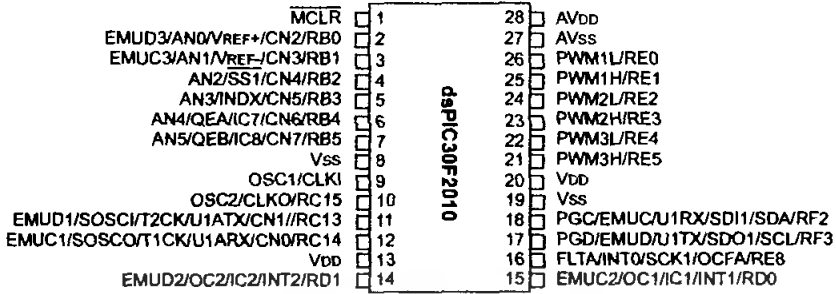 MCLR 1 28 AVDD
EMUD3/AN0/VREF+/CN2/RB0 2 27 AVSS
EMUC3/AN1/VREF-/CN3/RB1 3 26 PWM1L/RE0
AN2/SS1/CN4/RB2 4 25 PWM1H/RE1
AN3/INDX/CN5/RB3 5 24 PWM2L/RE2
AN4/QEA/IC7/CN6/RB4 6 23 PWM2H/RE3
AN5/QEB/IC8/CN7/RB5 7 22 PWM3L/RE4
VSS 8 21 PWM3H/RE5
OSC1/CLKI 9 20 VDD
OSC2/CLKO/RC15 10 19 VSS
EMUD1/SOSCI/T2CK/U1ATX/CN1//RC13 11 18 PGC/EMUC/U1RX/SDI1/SDA/RF2
EMUC1/SOSCO/T1CK/U1ARX/CN0/RC14 12 17 PGD/EMUD/U1TX/SDO1/SCL/RF3
VDD 13 16 FLTA/INT0/SCK1/OCFA/RE8
EMUD2/OC2/IC2/INT2/RD1 14 15 EMUC2/OC1/IC1/INT1/RD0
dsPIC30F2010